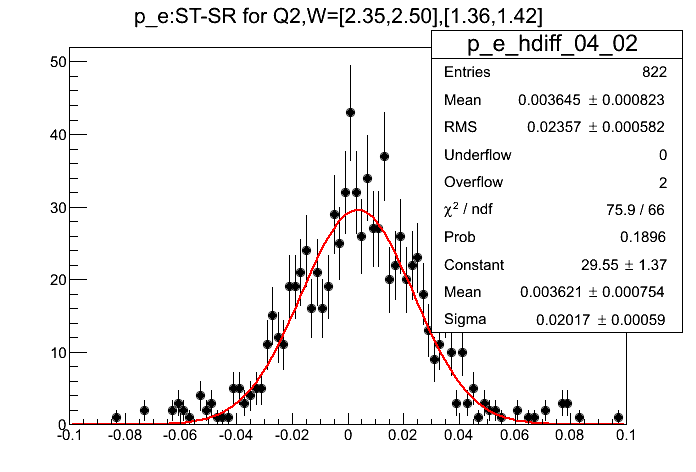 p_e:ST-SR for Q2,W=[2.35,2.50],[1.36,1.42]
p_e_hdiff_04_02
Entries 822
Mean 0.003645 ± 0.000823
RMS 0.02357 ± 0.000582
Underflow 0
Overflow 2
χ² / ndf 75.9 / 66
Prob 0.1896
Constant 29.55 ± 1.37
Mean 0.003621 ± 0.000754
Sigma 0.02017 ± 0.00059
50
40
30
20
10
0
-0.1 -0.08 -0.06 -0.04 -0.02 0 0.02 0.04 0.06 0.08 0.1